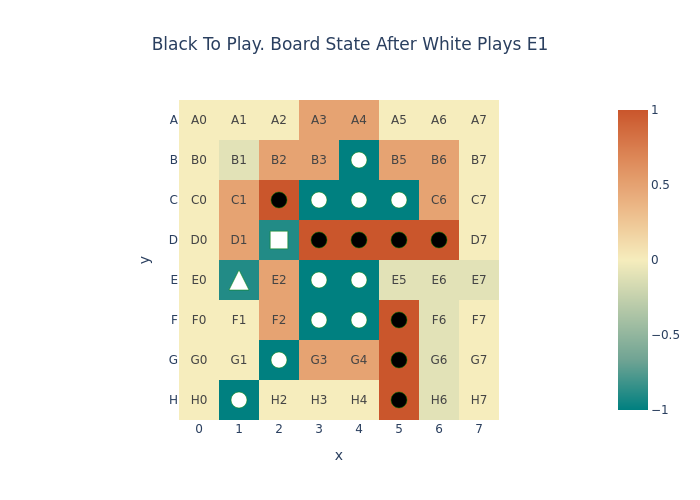 Black To Play. Board State After White Plays E1
A A0 A1 A2 A3 A4 A5 A6 A7
B B0 B1 B2 B3 B5 B6 B7
C C0 C1 C6 C7
D D0 D1 D7
E E0 E2 E5 E6 E7
F F0 F1 F2 F6 F7
G G0 G1 G3 G4 G6 G7
H H0 H2 H3 H4 H6 H7
0 1 2 3 4 5 6 7
x
y
1
0.5
0
−0.5
−1